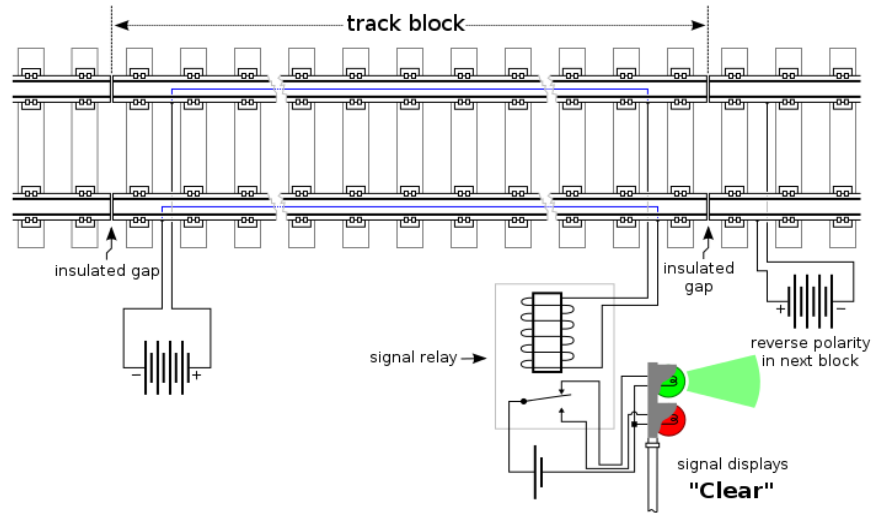 track block
insulated gap
insulated
gap
− +
+ −
reverse polarity
in next block
signal relay
signal displays
"Clear"